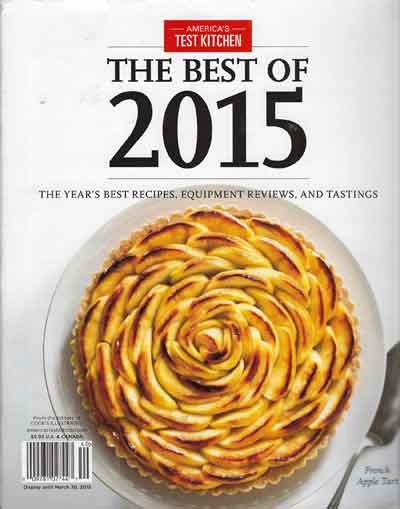 AMERICA'S
TEST KITCHEN
THE BEST OF
2015
THE YEAR'S BEST RECIPES, EQUIPMENT REVIEWS, AND TASTINGS
From the Editors of
COOK'S ILLUSTRATED
U.S. & CANADA
Display until March 30, 2015
French
Apple Tart